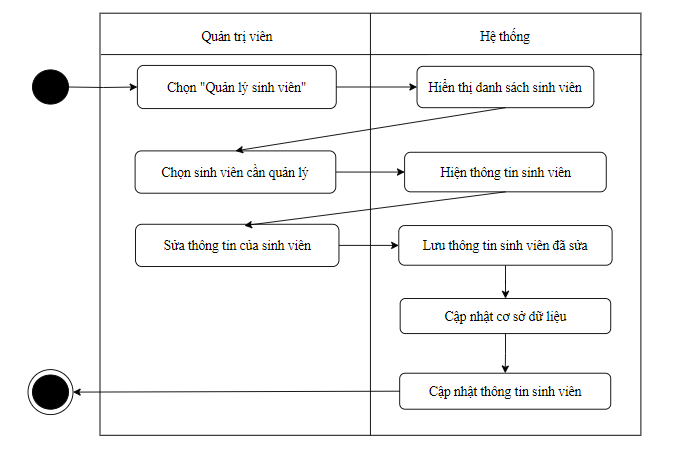 Quản trị viên
Hệ thống
Chọn "Quản lý sinh viên"
Hiển thị danh sách sinh viên
Chọn sinh viên cần quản lý
Hiện thông tin sinh viên
Sửa thông tin của sinh viên
Lưu thông tin sinh viên đã sửa
Cập nhật cơ sở dữ liệu
Cập nhật thông tin sinh viên